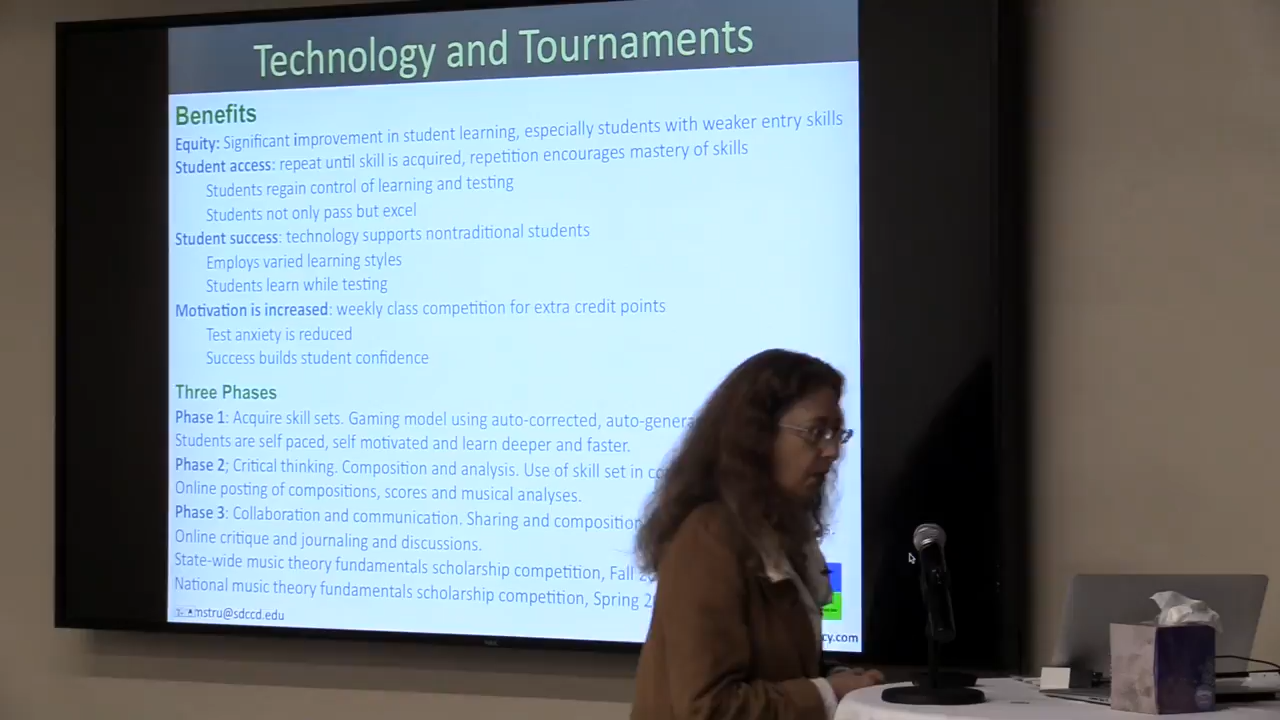 Technology and Tournaments
Benefits
Equity: Significant improvement in student learning, especially students with weaker entry skills
Student access: repeat until skill is acquired, repetition encourages mastery of skills
Students regain control of learning and testing
Students not only pass but excel
Student success: technology supports nontraditional students
Employs varied learning styles
Students learn while testing
Motivation is increased: weekly class competition for extra credit points
Test anxiety is reduced
Success builds student confidence
Three Phases
Phase 1: Acquire skill sets. Gaming model using auto-corrected,
Students are self paced, self motivated and learn deeper and faster.
Phase 2; Critical thinking. Composition and analysis. Use of skill set in
Online posting of compositions, scores and musical analyses.
Phase 3: Collaboration and communication. Sharing and
Online critique and journaling and discussions.
State-wide music theory fundamentals scholarship competition, Fall
National music theory fundamentals scholarship competition, Spring